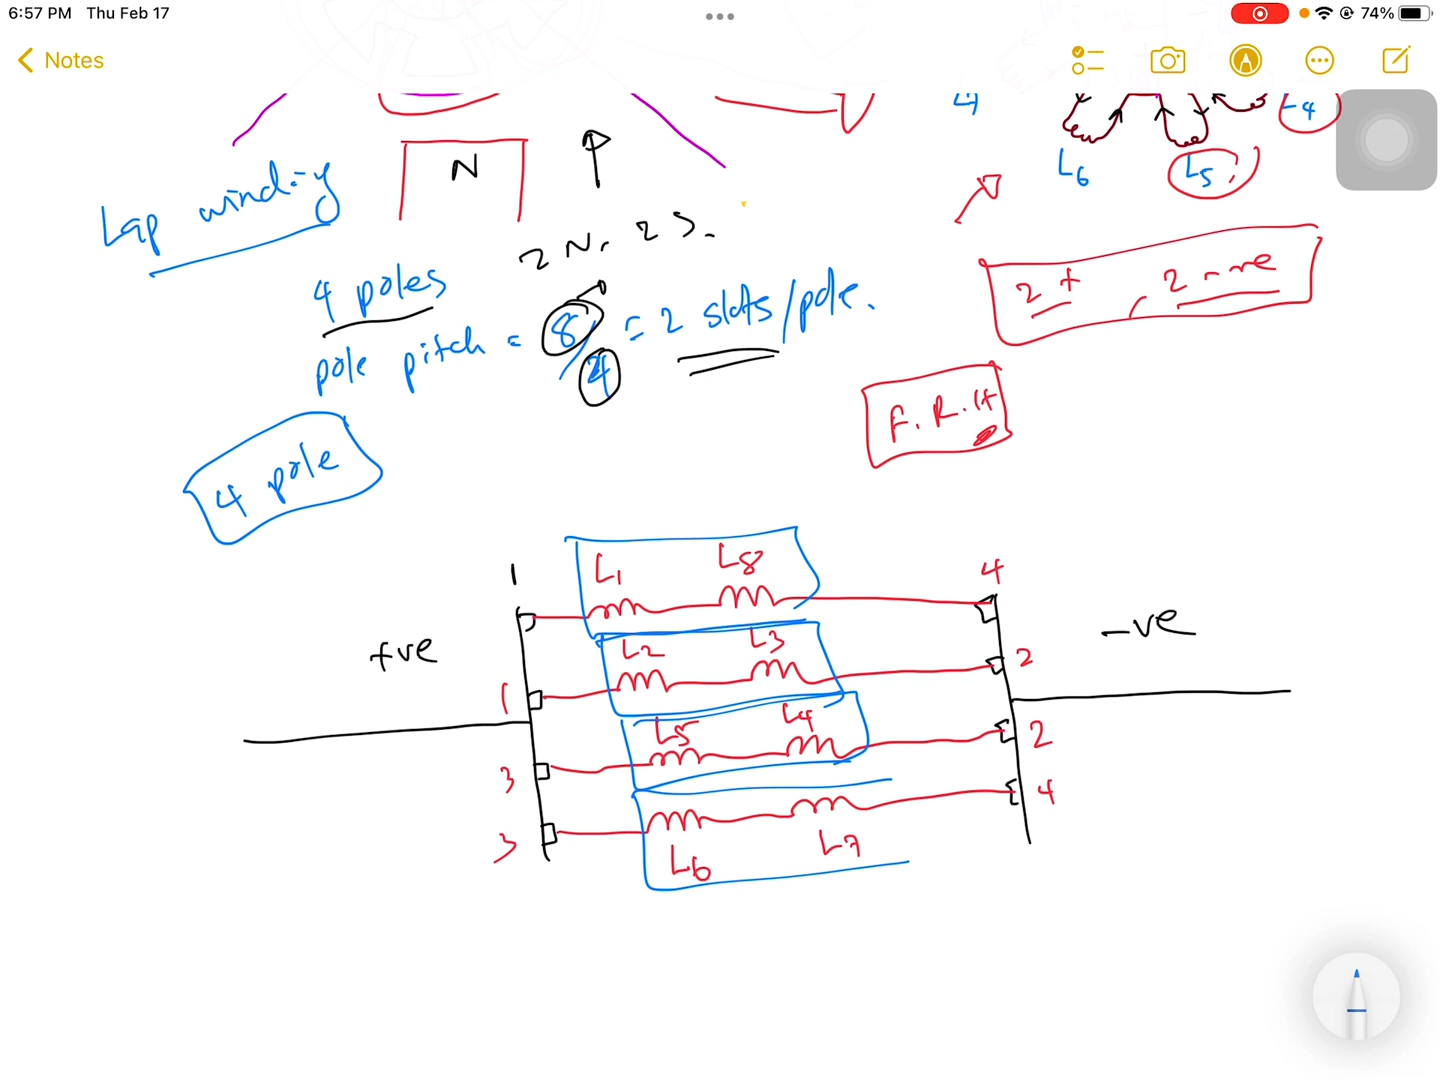 6:57 PM Thu Feb 17
74%
Notes
L6
L5
-4
N
Lap winding
2 N, 2 S.
4 poles
pole pitch = 8/4 = 2 slots/pole.
2 + , 2 -ve
F. R. H
4 pole
1
L1 L8
4
+ve
L2 L3
2
-ve
1
L5 L4
2
3
4
3
L6 L7